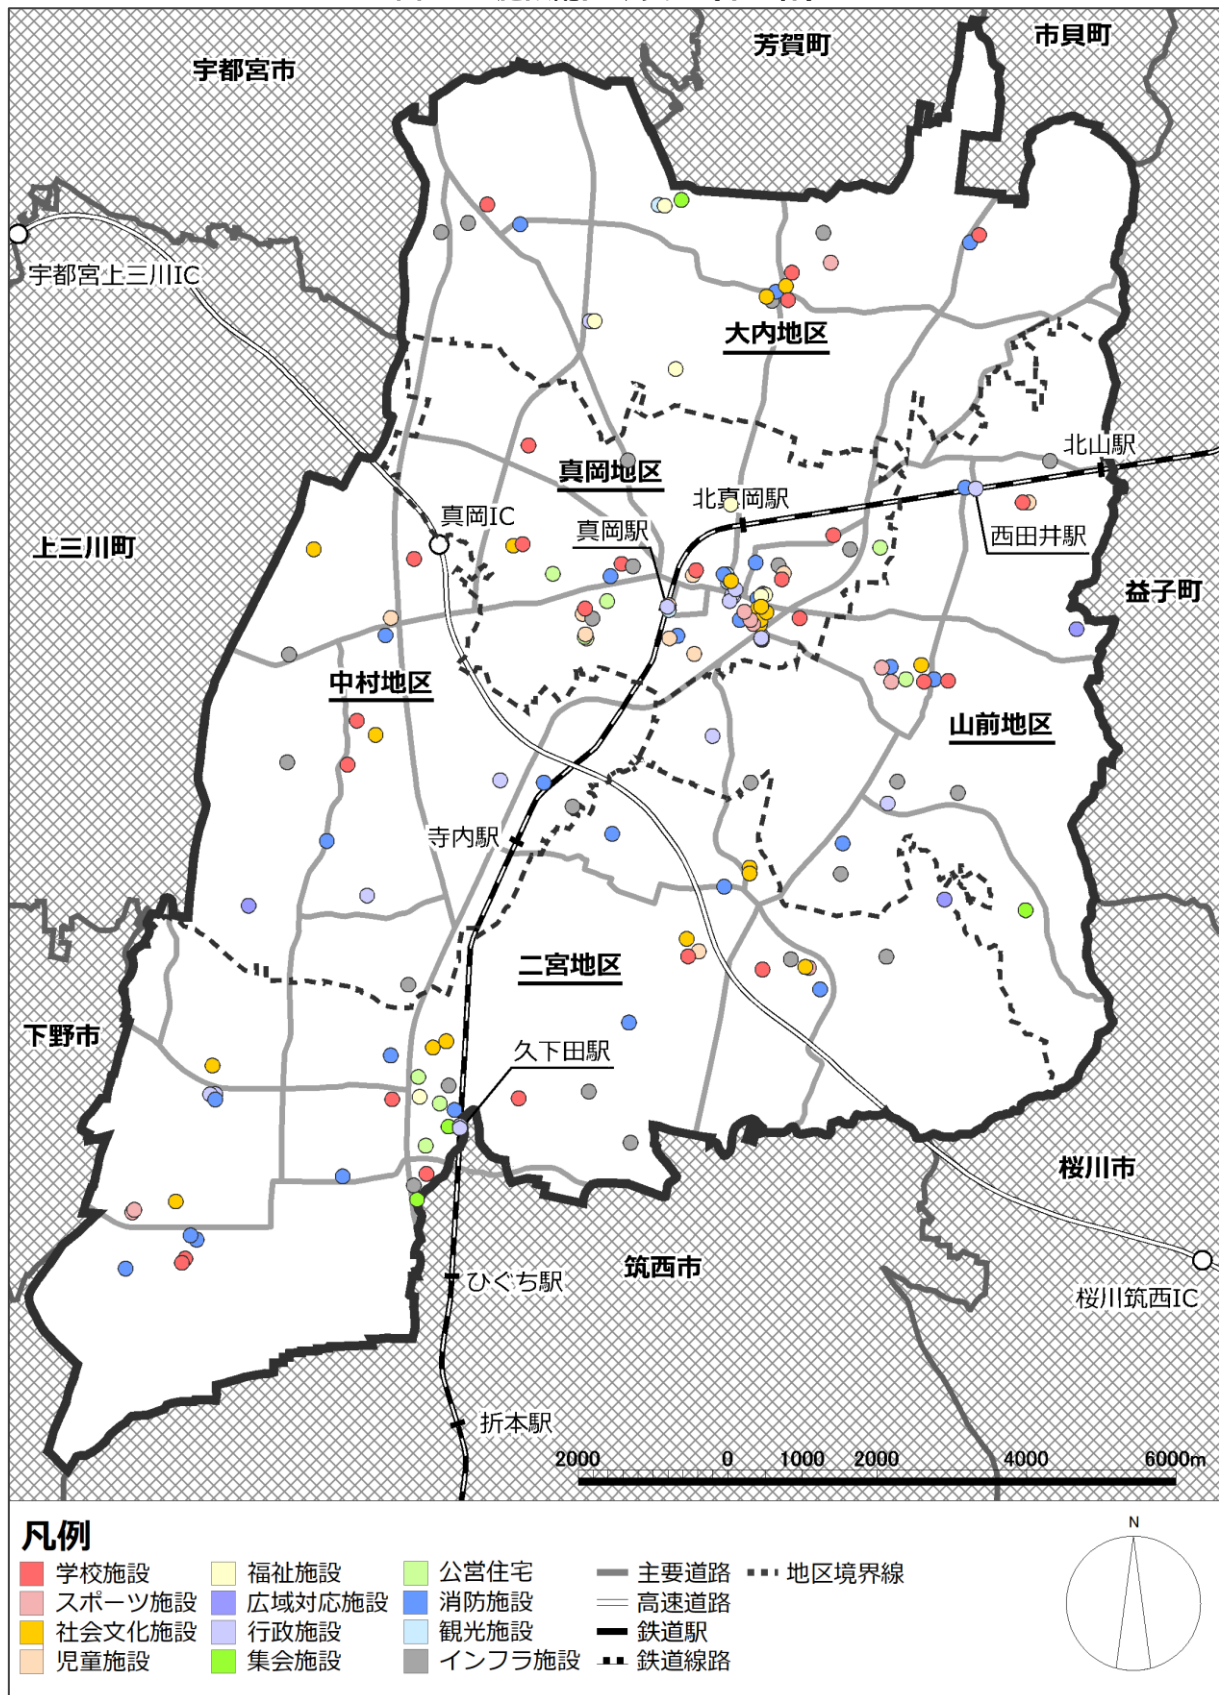 芳賀町
市貝町
宇都宮市
宇都宮上三川IC
大内地区
北山駅
真岡地区
北真岡駅
真岡IC
真岡駅
西田井駅
上三川町
益子町
中村地区
山前地区
寺内駅
二宮地区
下野市
久下田駅
桜川市
筑西市
ひぐち駅
桜川筑西IC
折本駅
2000 0 1000 2000 4000 6000m
凡例
N
学校施設 福祉施設 公営住宅 主要道路 地区境界線
スポーツ施設 広域対応施設 消防施設 高速道路
社会文化施設 行政施設 観光施設 鉄道駅
児童施設 集会施設 インフラ施設 鉄道線路